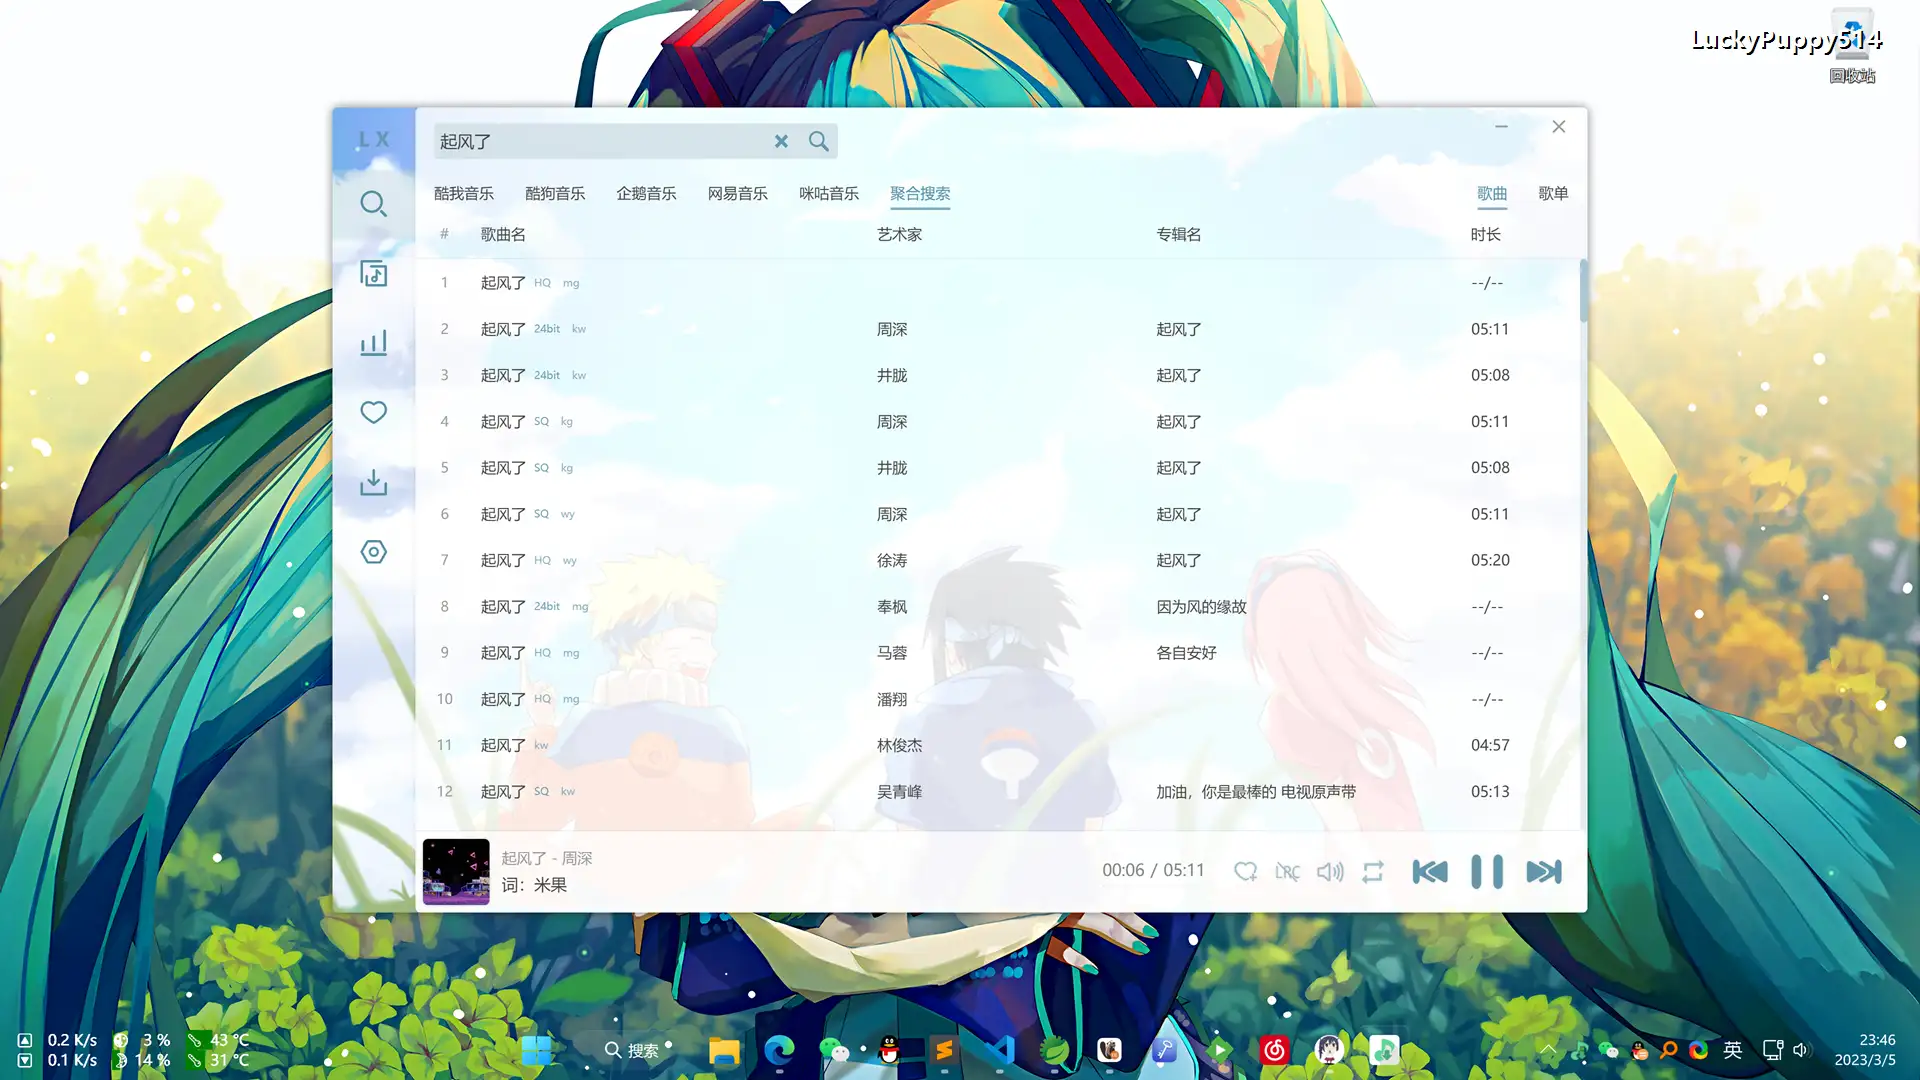 LuckyPuppy514
回收站
L X
起风了
酷我音乐 酷狗音乐 企鹅音乐 网易音乐 咪咕音乐 聚合搜索 歌曲 歌单
# 歌曲名 艺术家 专辑名 时长
1 起风了 HQ mg --/--
2 起风了 24bit kw 周深 起风了 05:11
3 起风了 24bit kw 井胧 起风了 05:08
4 起风了 SQ kg 周深 起风了 05:11
5 起风了 SQ kg 井胧 起风了 05:08
6 起风了 SQ wy 周深 起风了 05:11
7 起风了 HQ wy 徐涛 起风了 05:20
8 起风了 24bit mg 奉枫 因为风的缘故 --/--
9 起风了 HQ mg 马蓉 各自安好 --/--
10 起风了 HQ mg 潘翔 --/--
11 起风了 kw 林俊杰 04:57
12 起风了 SQ kw 吴青峰 加油，你是最棒的 电视原声带 05:13
起风了 - 周深
词：米果
00:06 / 05:11
LRC
0.2 K/s 3 % 43 °C
0.1 K/s 14 % 31 °C
搜索
英
23:46
2023/3/5